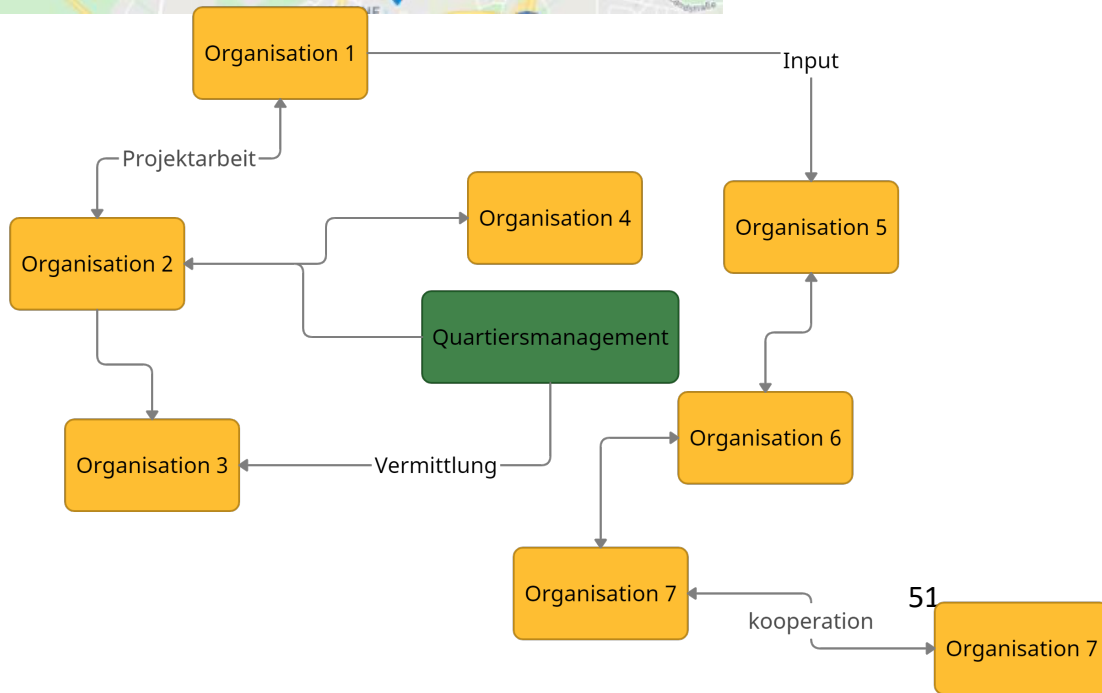 Organisation 1
Input
Projektarbeit
Organisation 4
Organisation 5
Organisation 2
Quartiersmanagement
Organisation 6
Organisation 3
Vermittlung
Organisation 7
51
kooperation
Organisation 7